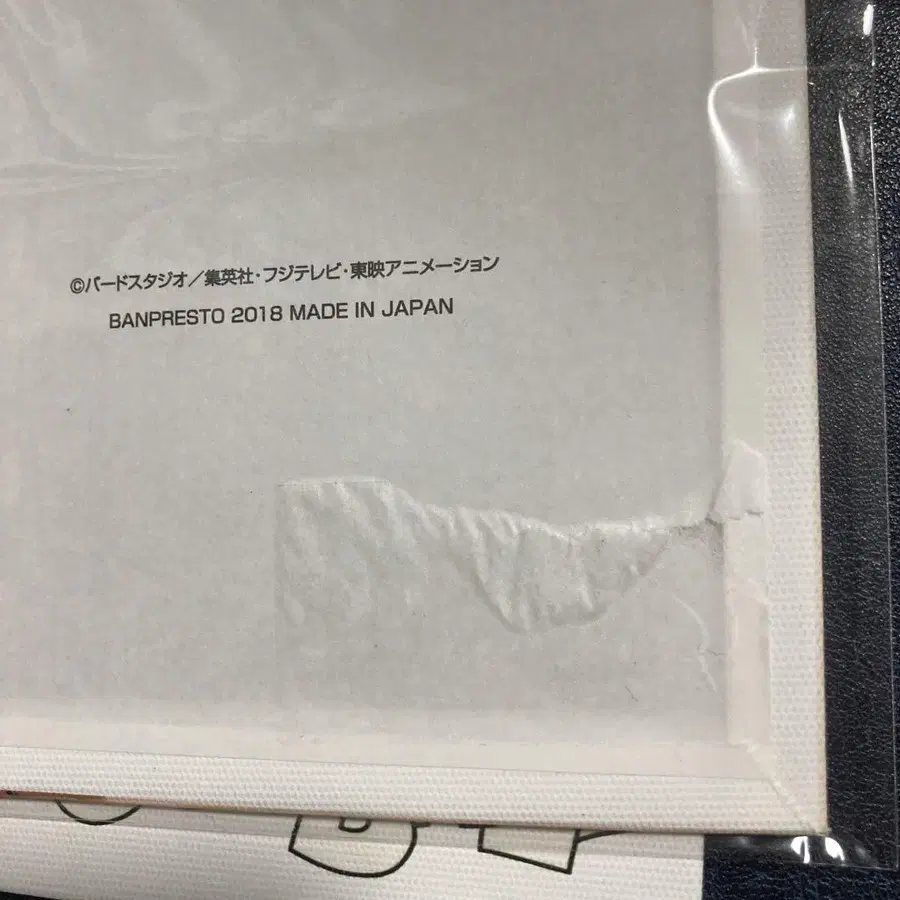 ©バードスタジオ／集英社・フジテレビ・東映アニメーション
BANPRESTO 2018 MADE IN JAPAN